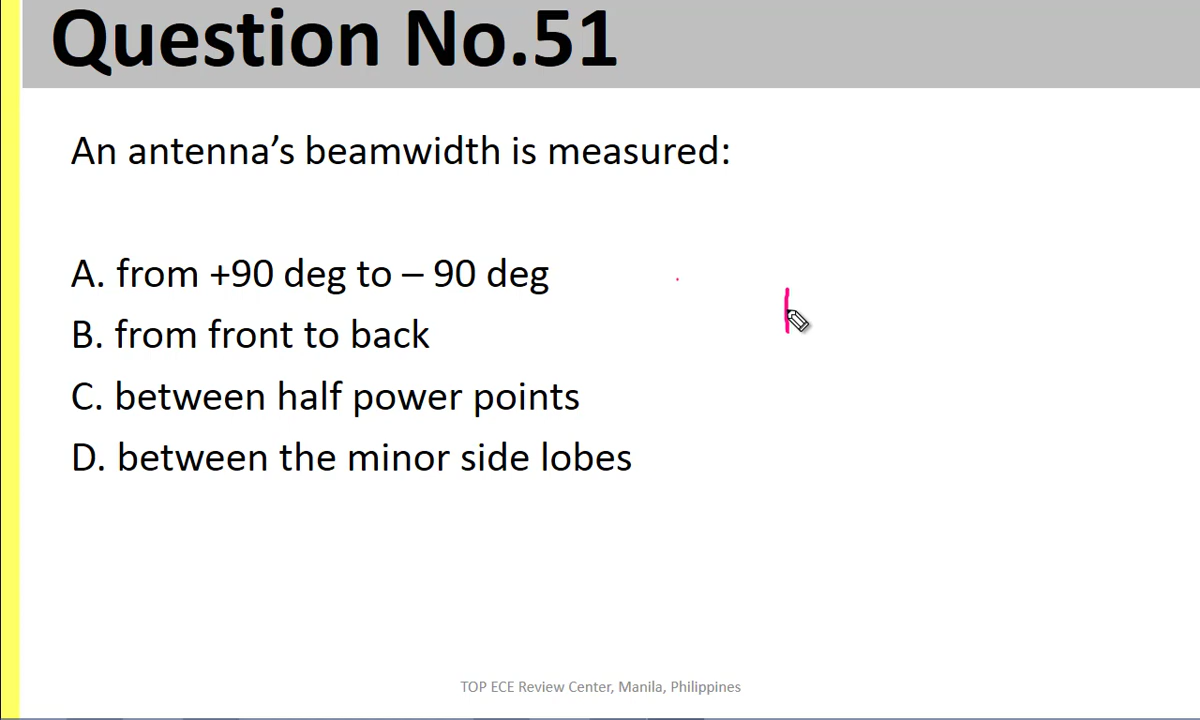 Question No.51
An antenna’s beamwidth is measured:
A. from +90 deg to – 90 deg
B. from front to back
C. between half power points
D. between the minor side lobes
TOP ECE Review Center, Manila, Philippines